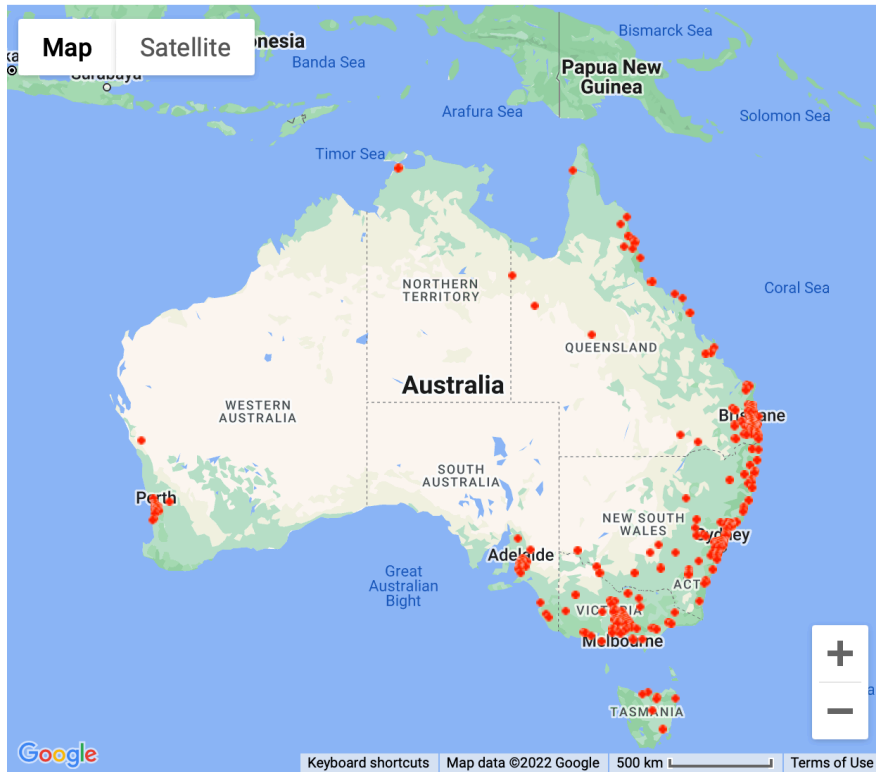 Map
Satellite
onesia
Bismarck Sea
Banda Sea
Papua New
Guinea
Surabaya
Arafura Sea
Solomon Sea
Timor Sea
Coral Sea
NORTHERN
TERRITORY
QUEENSLAND
Australia
WESTERN
AUSTRALIA
Brisbane
SOUTH
AUSTRALIA
Perth
NEW SOUTH
WALES
Sydney
Adelaide
Great
Australian
Bight
ACT
VICTORIA
Melbourne
TASMANIA
Google
Keyboard shortcuts
Map data ©2022 Google
500 km
Terms of Use